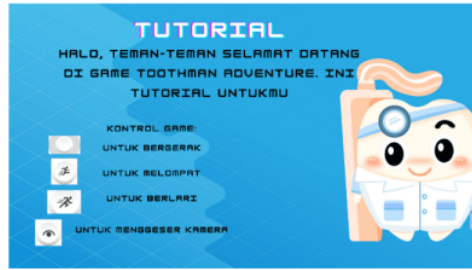 TUTORIAL
HALO, TEMAN-TEMAN SELAMAT DATANG
DI GAME TOOTHMAN ADVENTURE. INI
TUTORIAL UNTUKMU
KONTROL GAME:
UNTUK BERGERAK
UNTUK MELOMPAT
UNTUK BERLARI
UNTUK MENGGESER KAMERA